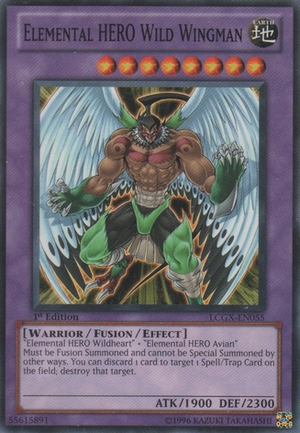 ELEMENTAL HERO WILD WINGMAN
EARTH
地
1st Edition
LCGX-EN055
[WARRIOR / FUSION / EFFECT]
"Elemental HERO Wildheart" + "Elemental HERO Avian"
Must be Fusion Summoned and cannot be Special Summoned by
other ways. You can discard 1 card to target 1 Spell/Trap Card on
the field; destroy that target.
ATK/1900 DEF/2300
55615891
©1996 KAZUKI TAKAHASHI